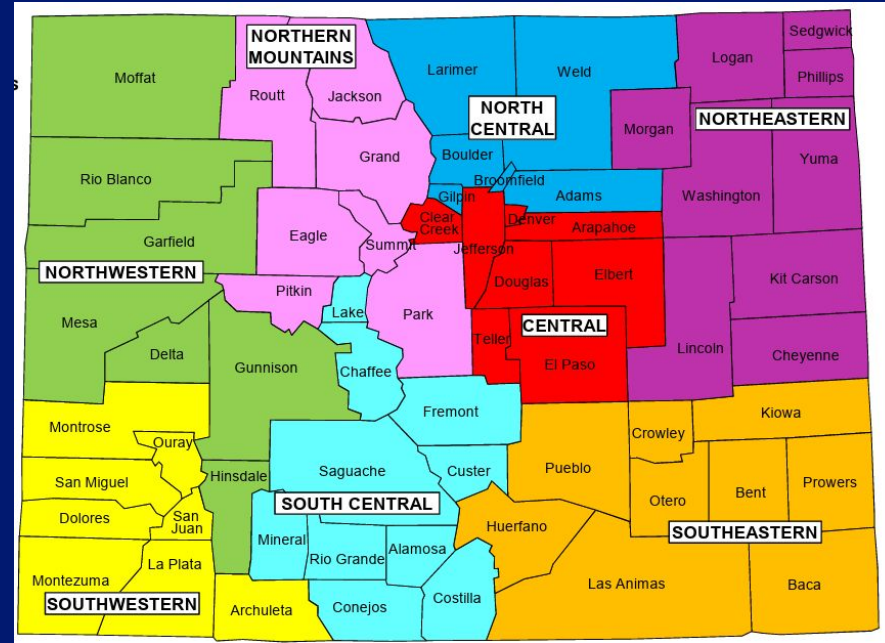 NORTHERN
MOUNTAINS
Sedgwick
Logan
Moffat
Larimer
Weld
Phillips
s
Routt
Jackson
NORTH
CENTRAL
NORTHEASTERN
Morgan
Grand
Boulder
Yuma
Rio Blanco
Broomfield
Gilpin
Adams
Washington
Clear
Creek
Denver
Arapahoe
Eagle
Garfield
Summit
Jefferson
NORTHWESTERN
Pitkin
Douglas
Elbert
Kit Carson
Lake
Park
Mesa
Teller
CENTRAL
Delta
Gunnison
Chaffee
El Paso
Lincoln
Cheyenne
Fremont
Kiowa
Montrose
Crowley
Ouray
San Miguel
Hinsdale
Saguache
Custer
Pueblo
Prowers
Bent
Otero
SOUTH CENTRAL
Dolores
San
Juan
Huerfano
SOUTHEASTERN
Mineral
Rio Grande
Alamosa
La Plata
Montezuma
Las Animas
Baca
SOUTHWESTERN
Archuleta
Conejos
Costilla